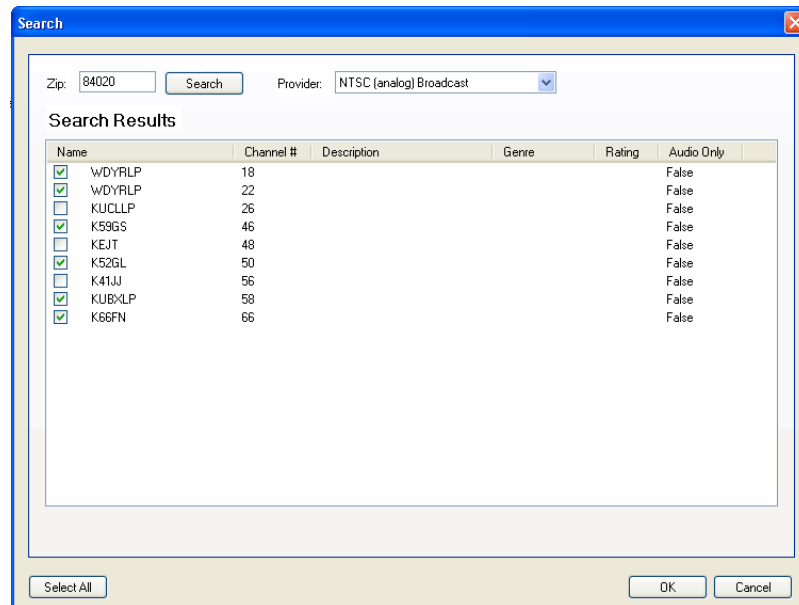 Search
Zip: 84020 Search Provider: NTSC (analog) Broadcast
Search Results
Name Channel # Description Genre Rating Audio Only
WDYRLP 18 False
WDYRLP 22 False
KUCLLP 26 False
K59GS 46 False
KEJT 48 False
K52GL 50 False
K41JJ 56 False
KUBXLP 58 False
K66FN 66 False
Select All OK Cancel